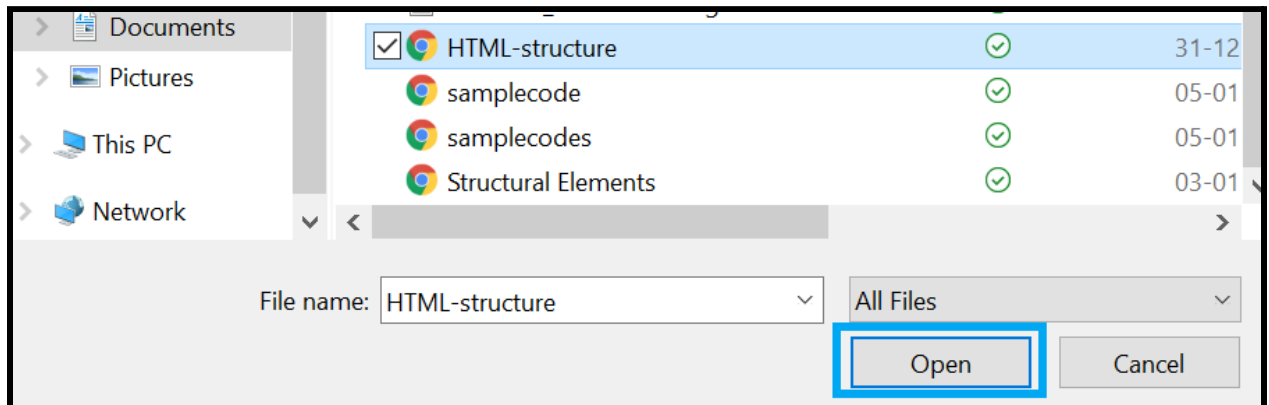 Documents
HTML-structure 31-12
Pictures
samplecode 05-01
This PC
samplecodes 05-01
Structural Elements 03-01
Network
File name: HTML-structure All Files
Open Cancel